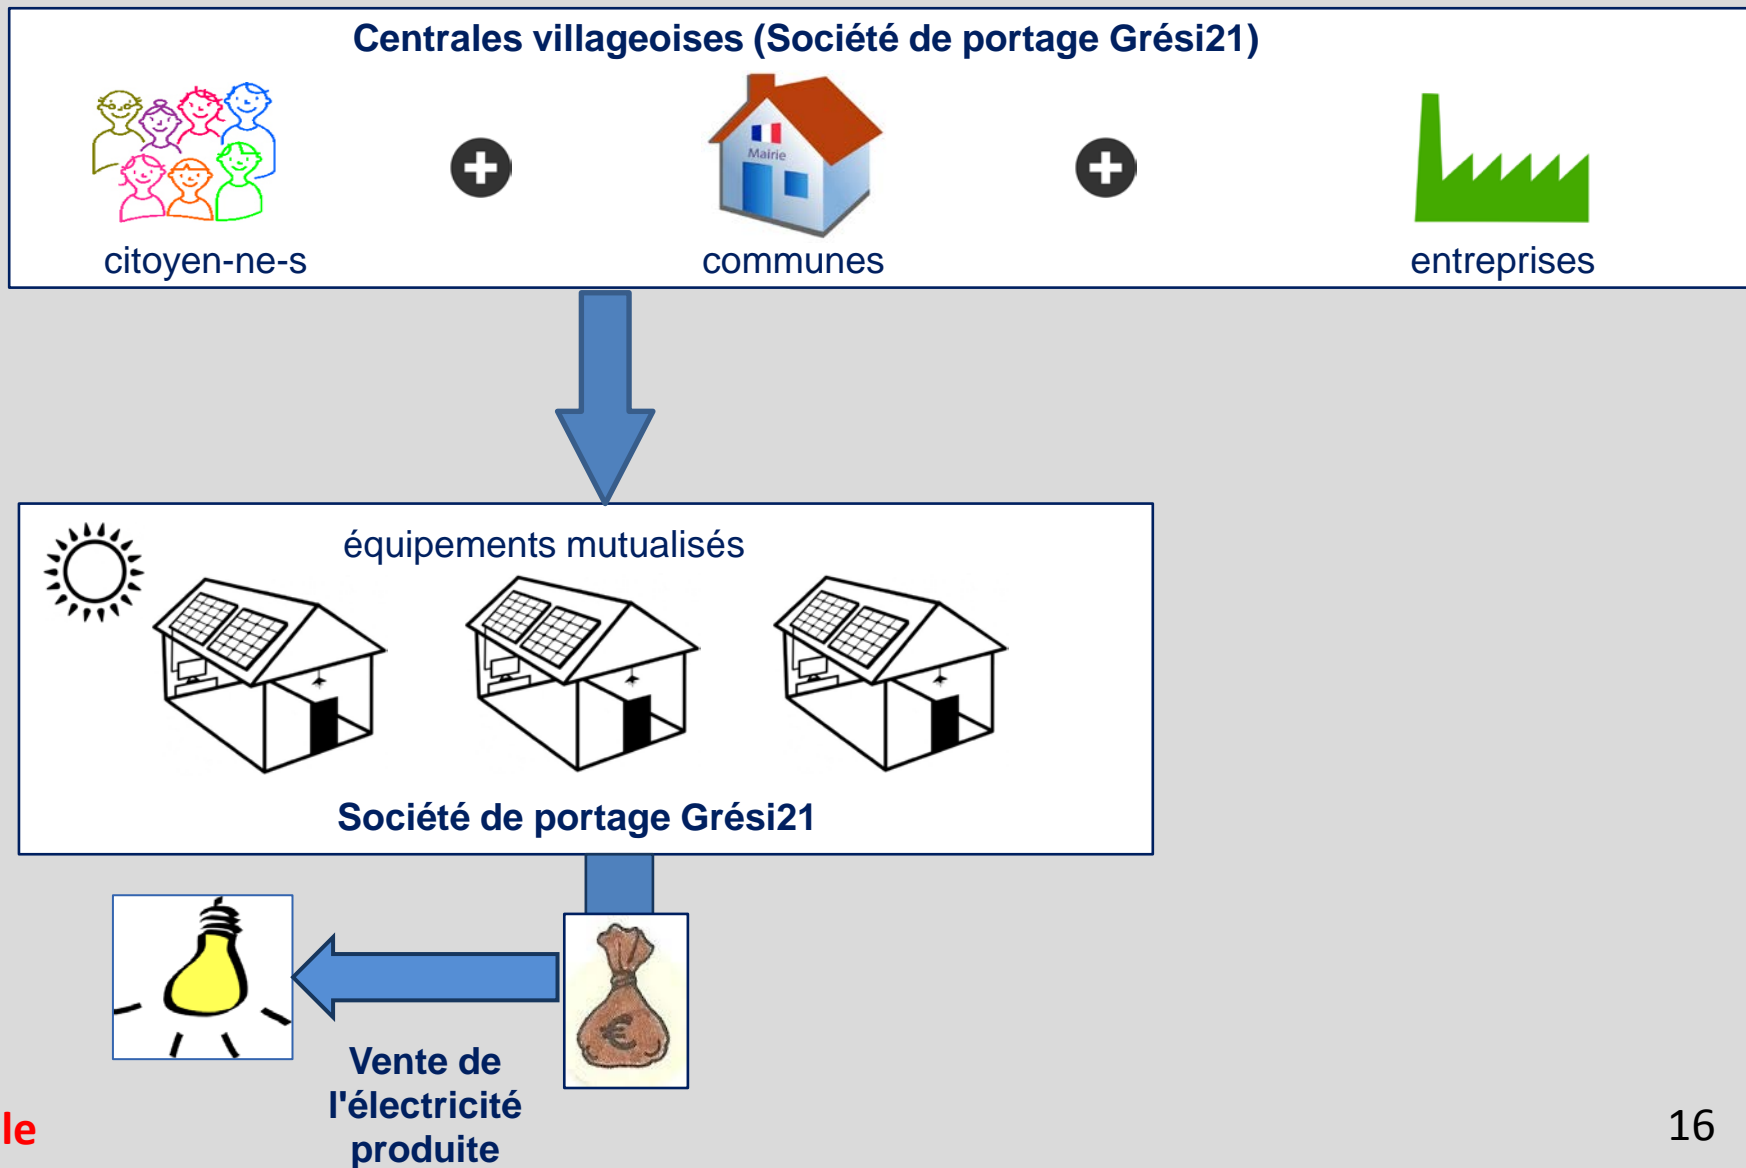 Centrales villageoises (Société de portage Grési21)
Mairie
citoyen-ne-s
communes
entreprises
équipements mutualisés
Société de portage Grési21
€
Vente de
l'électricité
produite
le
16